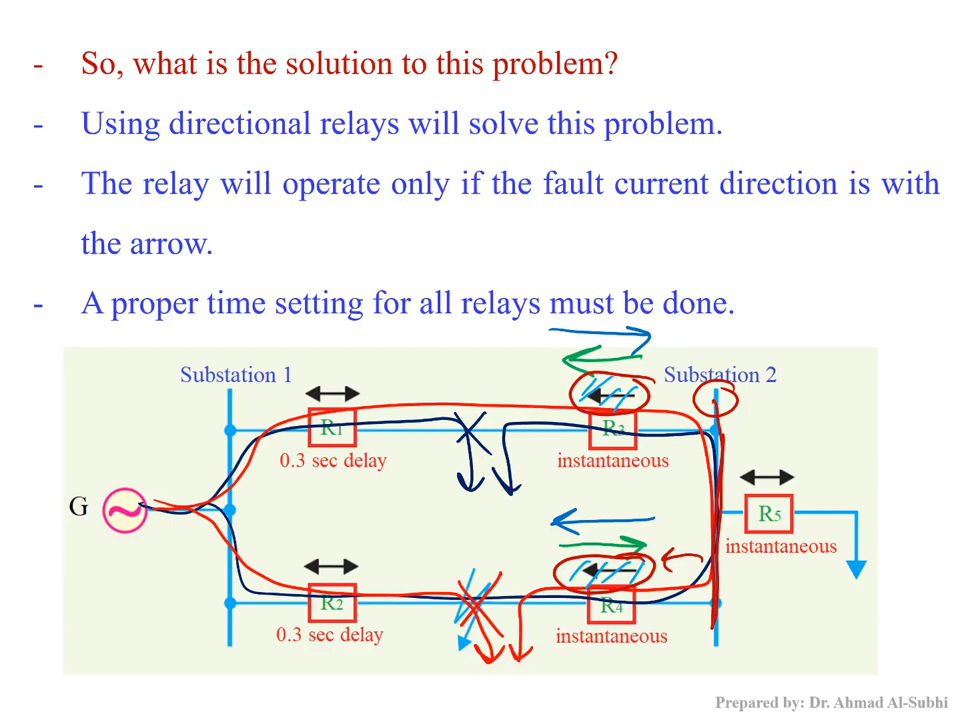 - So, what is the solution to this problem?
- Using directional relays will solve this problem.
- The relay will operate only if the fault current direction is with
the arrow.
- A proper time setting for all relays must be done.
Substation 1
Substation 2
R1
R3
0.3 sec delay
instantaneous
G
R5
instantaneous
R2
R4
0.3 sec delay
instantaneous
Prepared by: Dr. Ahmad Al-Subhi